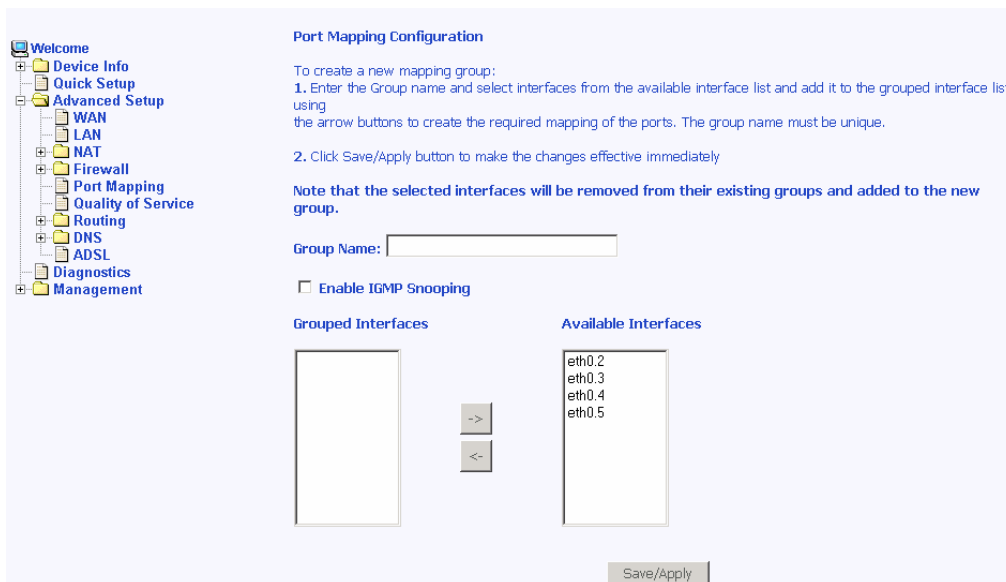 Welcome
Device Info
Quick Setup
Advanced Setup
WAN
LAN
NAT
Firewall
Port Mapping
Quality of Service
Routing
DNS
ADSL
Diagnostics
Management
Port Mapping Configuration
To create a new mapping group:
1. Enter the Group name and select interfaces from the available interface list and add it to the grouped interface list
using
the arrow buttons to create the required mapping of the ports. The group name must be unique.
2. Click Save/Apply button to make the changes effective immediately
Note that the selected interfaces will be removed from their existing groups and added to the new
group.
Group Name:
Enable IGMP Snooping
Grouped Interfaces
Available Interfaces
eth0.2
eth0.3
eth0.4
eth0.5
->
<-
Save/Apply